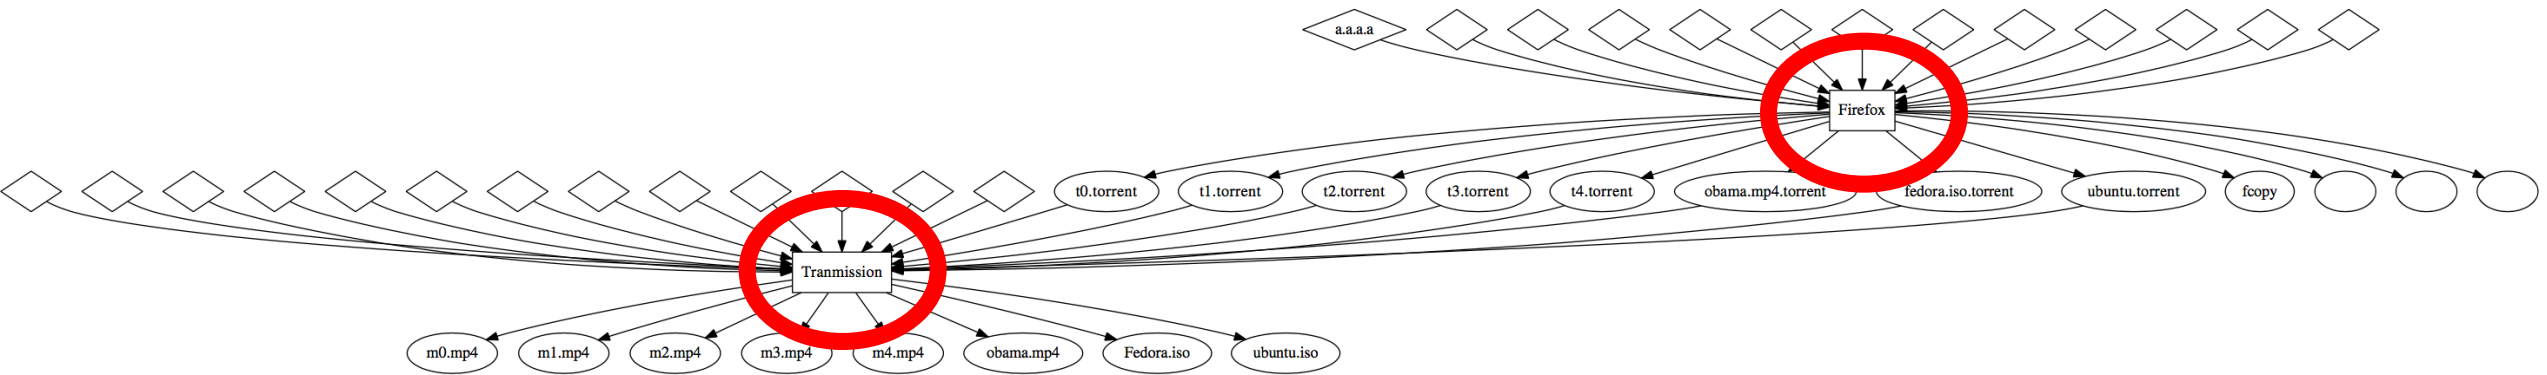 a.a.a.a
Firefox
t0.torrent
t1.torrent
t2.torrent
t3.torrent
t4.torrent
obama.mp4.torrent
fedora.iso.torrent
ubuntu.torrent
fcopy
Tranmission
m0.mp4
m1.mp4
m2.mp4
m3.mp4
m4.mp4
obama.mp4
Fedora.iso
ubuntu.iso